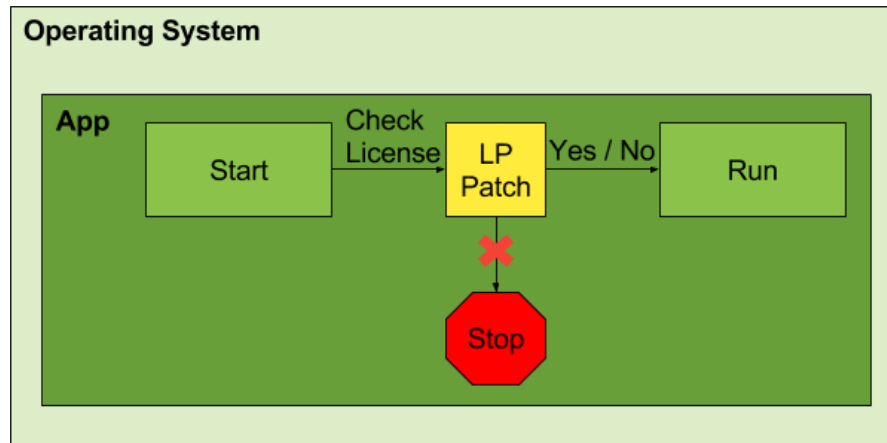 Operating System
App
Start
Check
License
LP
Patch
Yes / No
Run
Stop